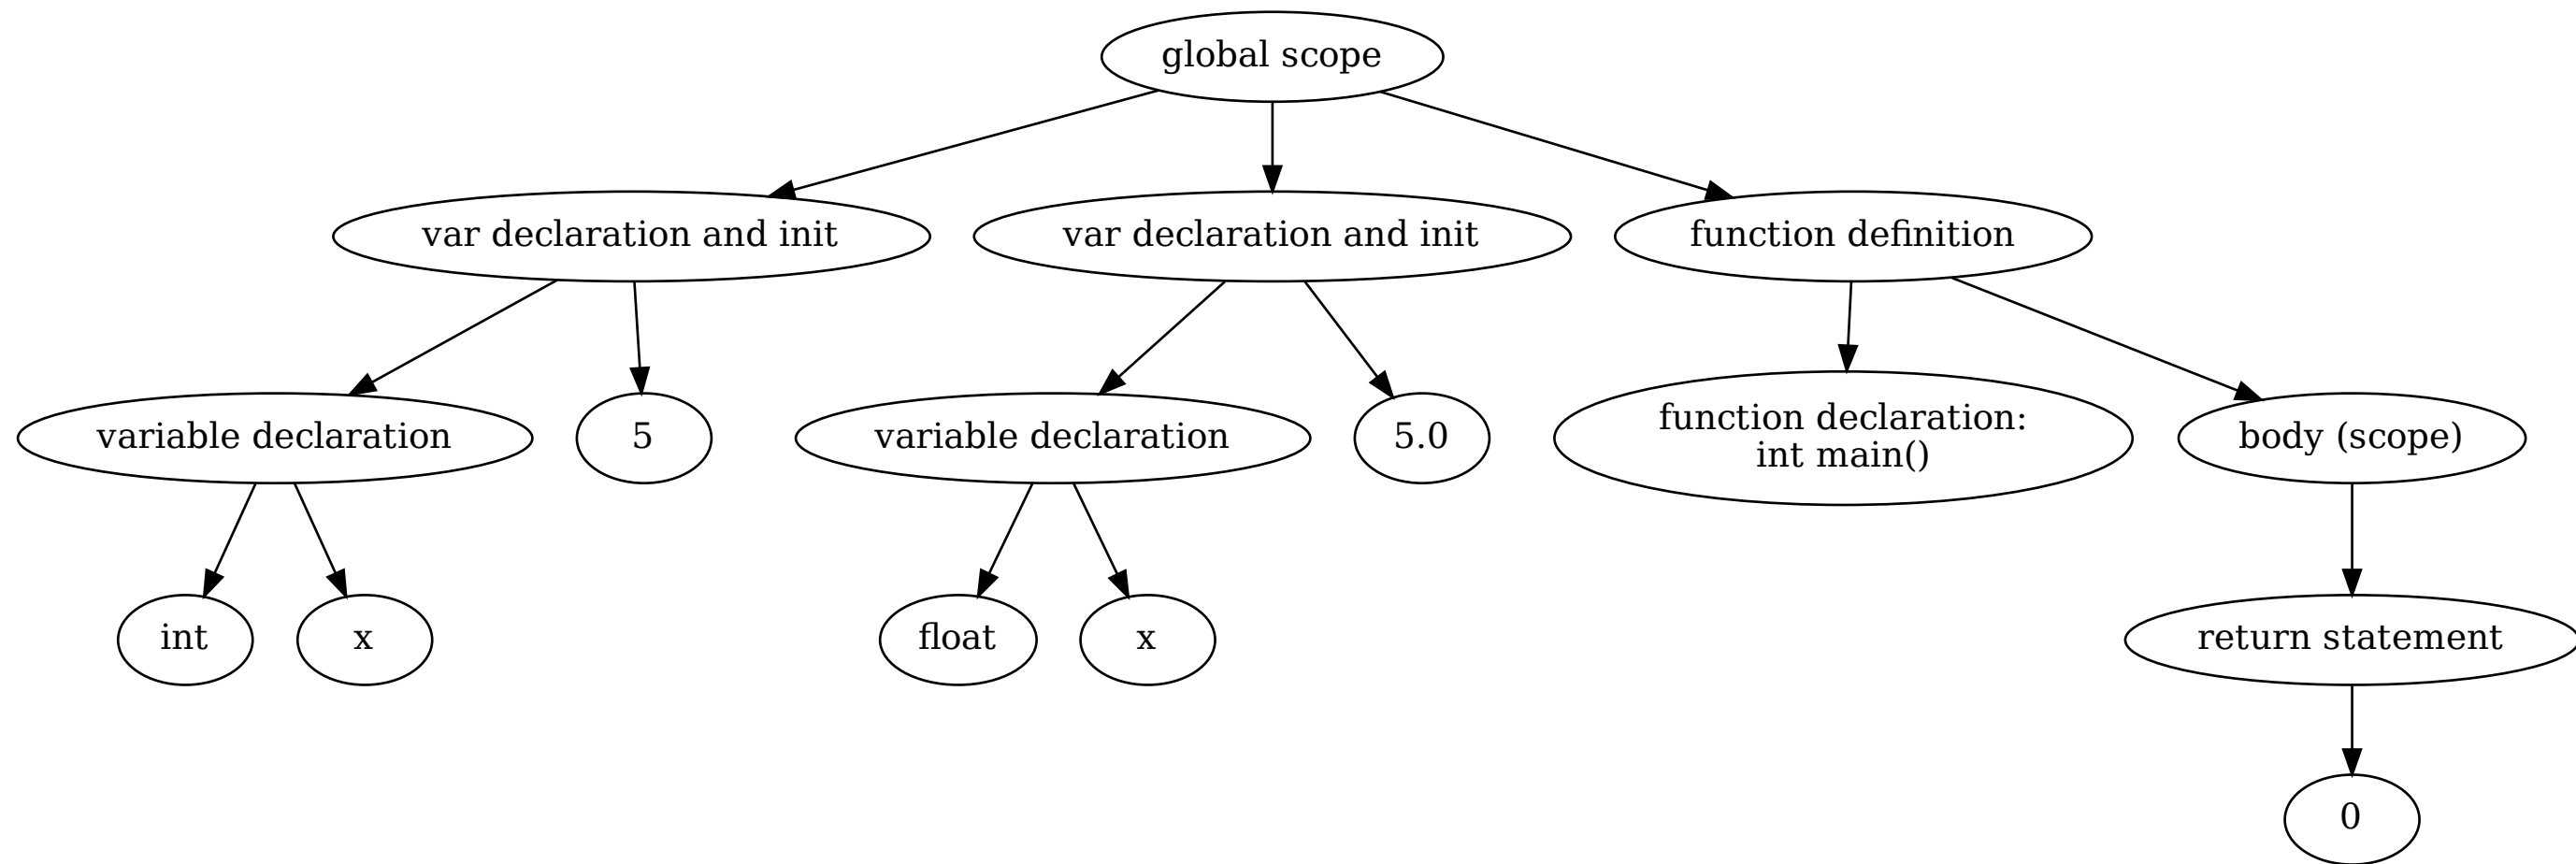 global scope
var declaration and init
var declaration and init
function definition
variable declaration
5
variable declaration
5.0
function declaration:
int main()
body (scope)
int
x
float
x
return statement
0